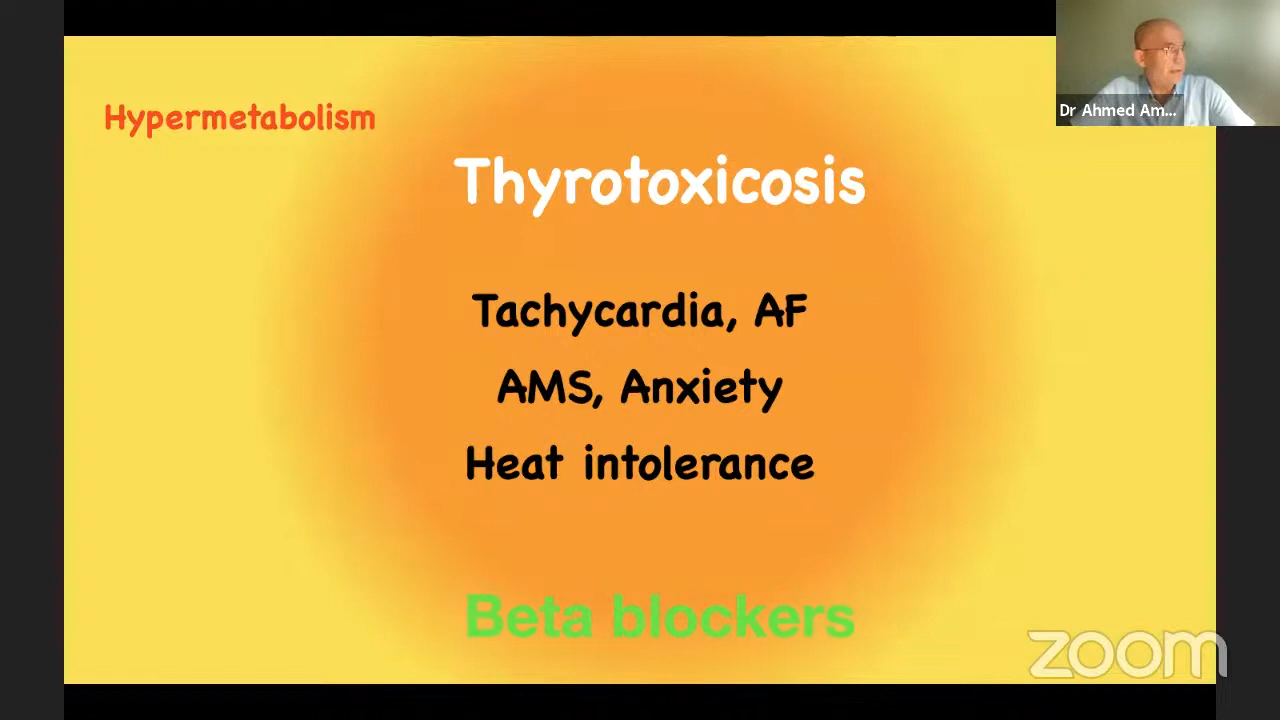 Hypermetabolism
Dr Ahmed Am...
Thyrotoxicosis
Tachycardia, AF
AMS, Anxiety
Heat intolerance
Beta blockers
zoom